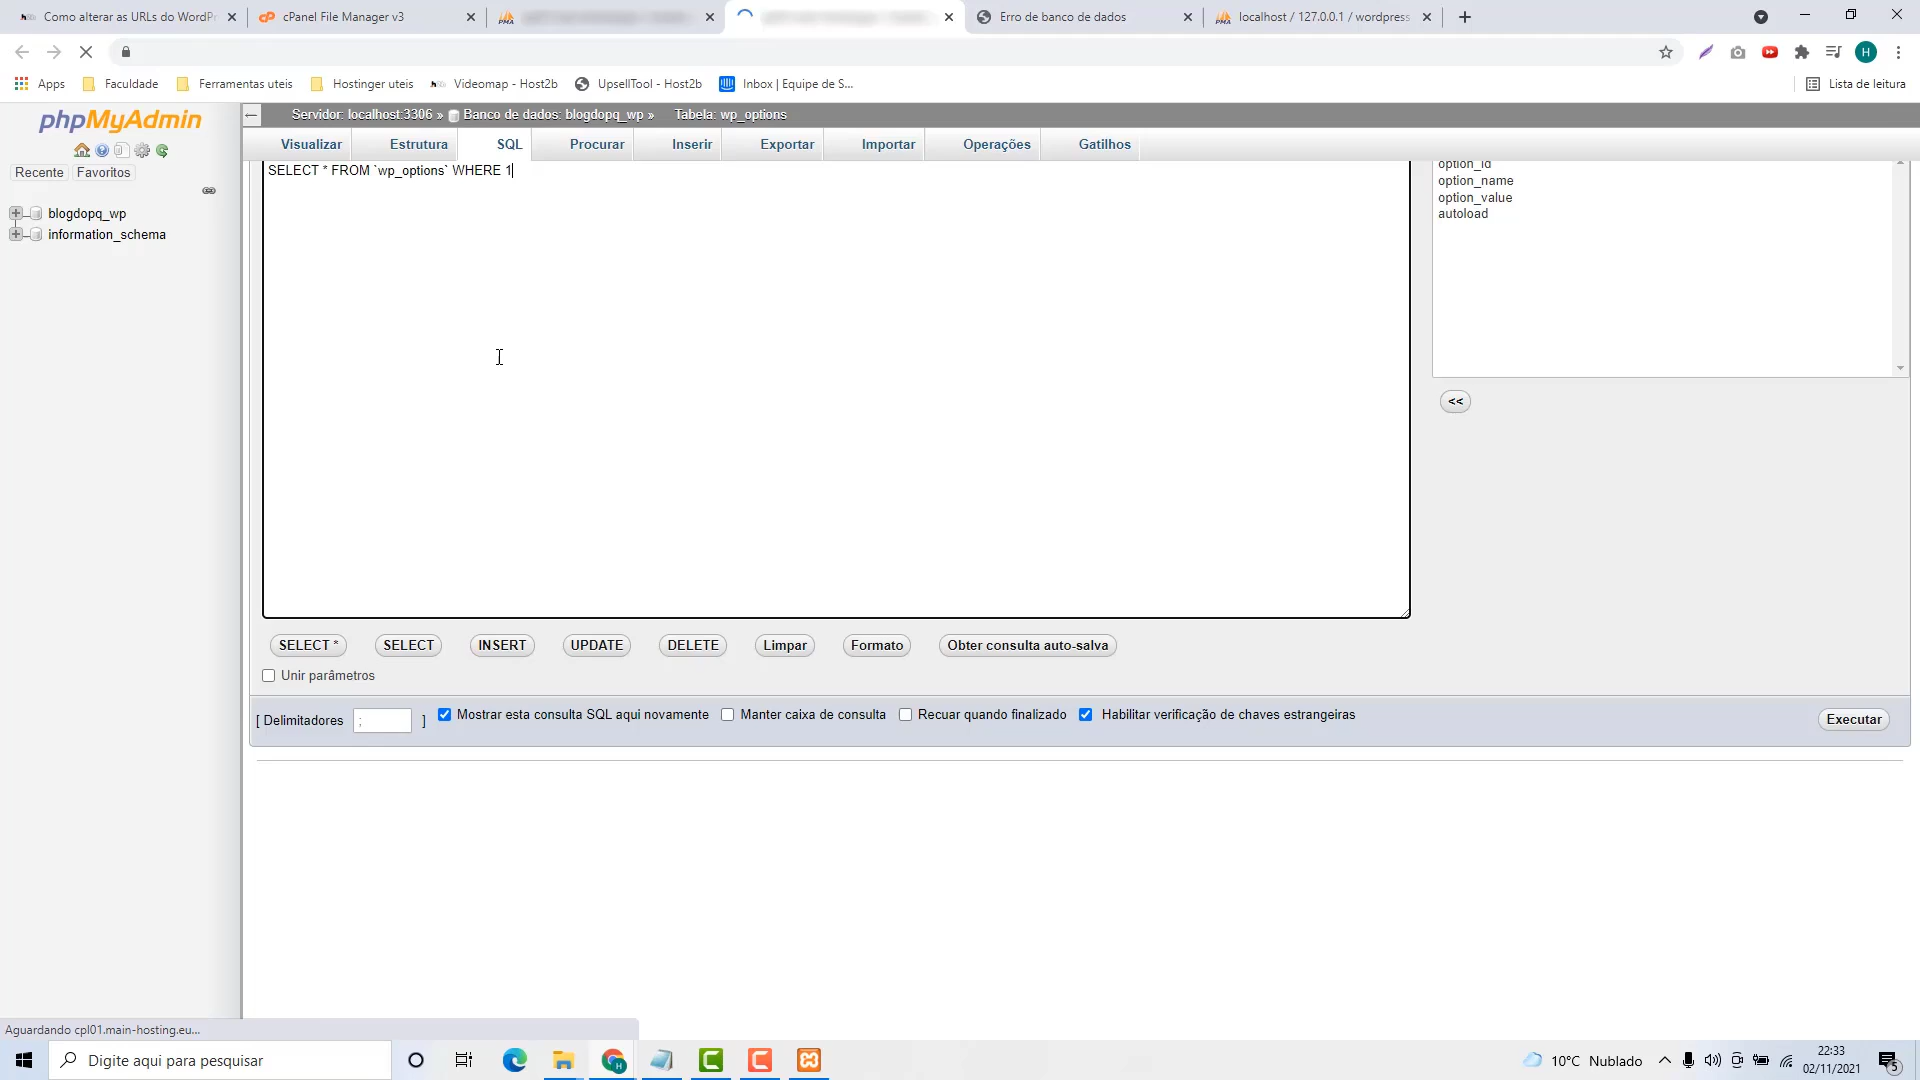 Como alterar as URLs do WordPr
cPanel File Manager v3
Erro de banco de dados
localhost / 127.0.0.1 / wordpress
H
Apps
Faculdade
Ferramentas uteis
Hostinger uteis
Videomap - Host2b
UpsellTool - Host2b
Inbox | Equipe de S...
Lista de leitura
phpMyAdmin
Recente
Favoritos
blogdopq_wp
information_schema
Servidor: localhost:3306 »
Banco de dados: blogdopq_wp »
Tabela: wp_options
Visualizar
Estrutura
SQL
Procurar
Inserir
Exportar
Importar
Operações
Gatilhos
SELECT * FROM `wp_options` WHERE 1
option_id
option_name
option_value
autoload
<<
SELECT *
SELECT
INSERT
UPDATE
DELETE
Limpar
Formato
Obter consulta auto-salva
Unir parâmetros
[ Delimitadores ; ]
Mostrar esta consulta SQL aqui novamente
Manter caixa de consulta
Recuar quando finalizado
Habilitar verificação de chaves estrangeiras
Executar
Aguardando cpl01.main-hosting.eu...
Digite aqui para pesquisar
10°C Nublado
22:33
02/11/2021
5